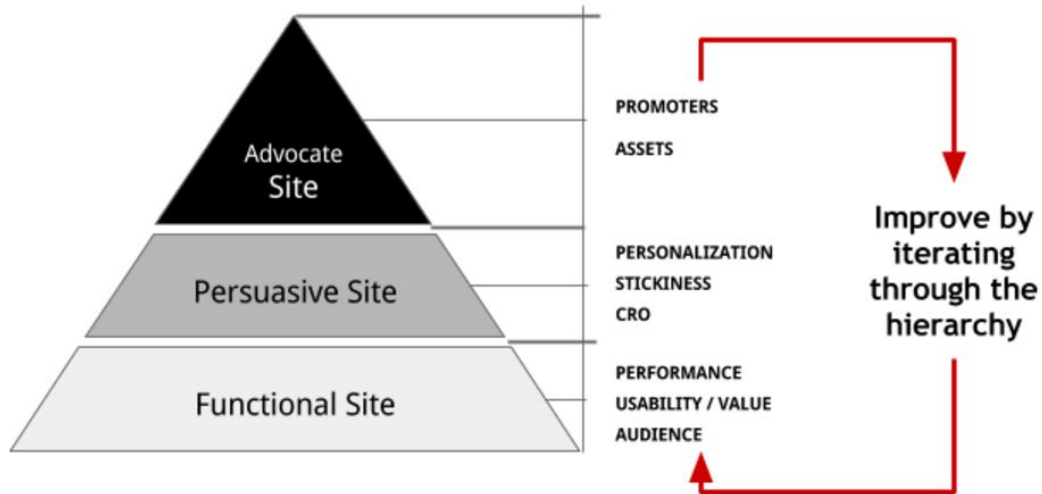 Advocate
Site
PROMOTERS
ASSETS
Persuasive Site
PERSONALIZATION
STICKINESS
CRO
Functional Site
PERFORMANCE
USABILITY / VALUE
AUDIENCE
Improve by
iterating
through the
hierarchy